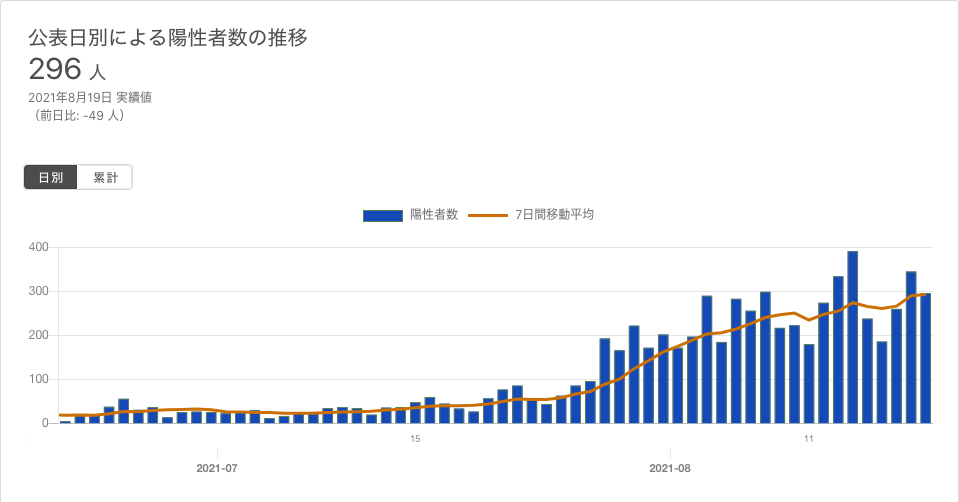 公表日別による陽性者数の推移
296 人
2021年8月19日 実績値
（前日比: -49 人）
日別 累計
陽性者数 7日間移動平均
400
300
200
100
0
15 11
2021-07 2021-08